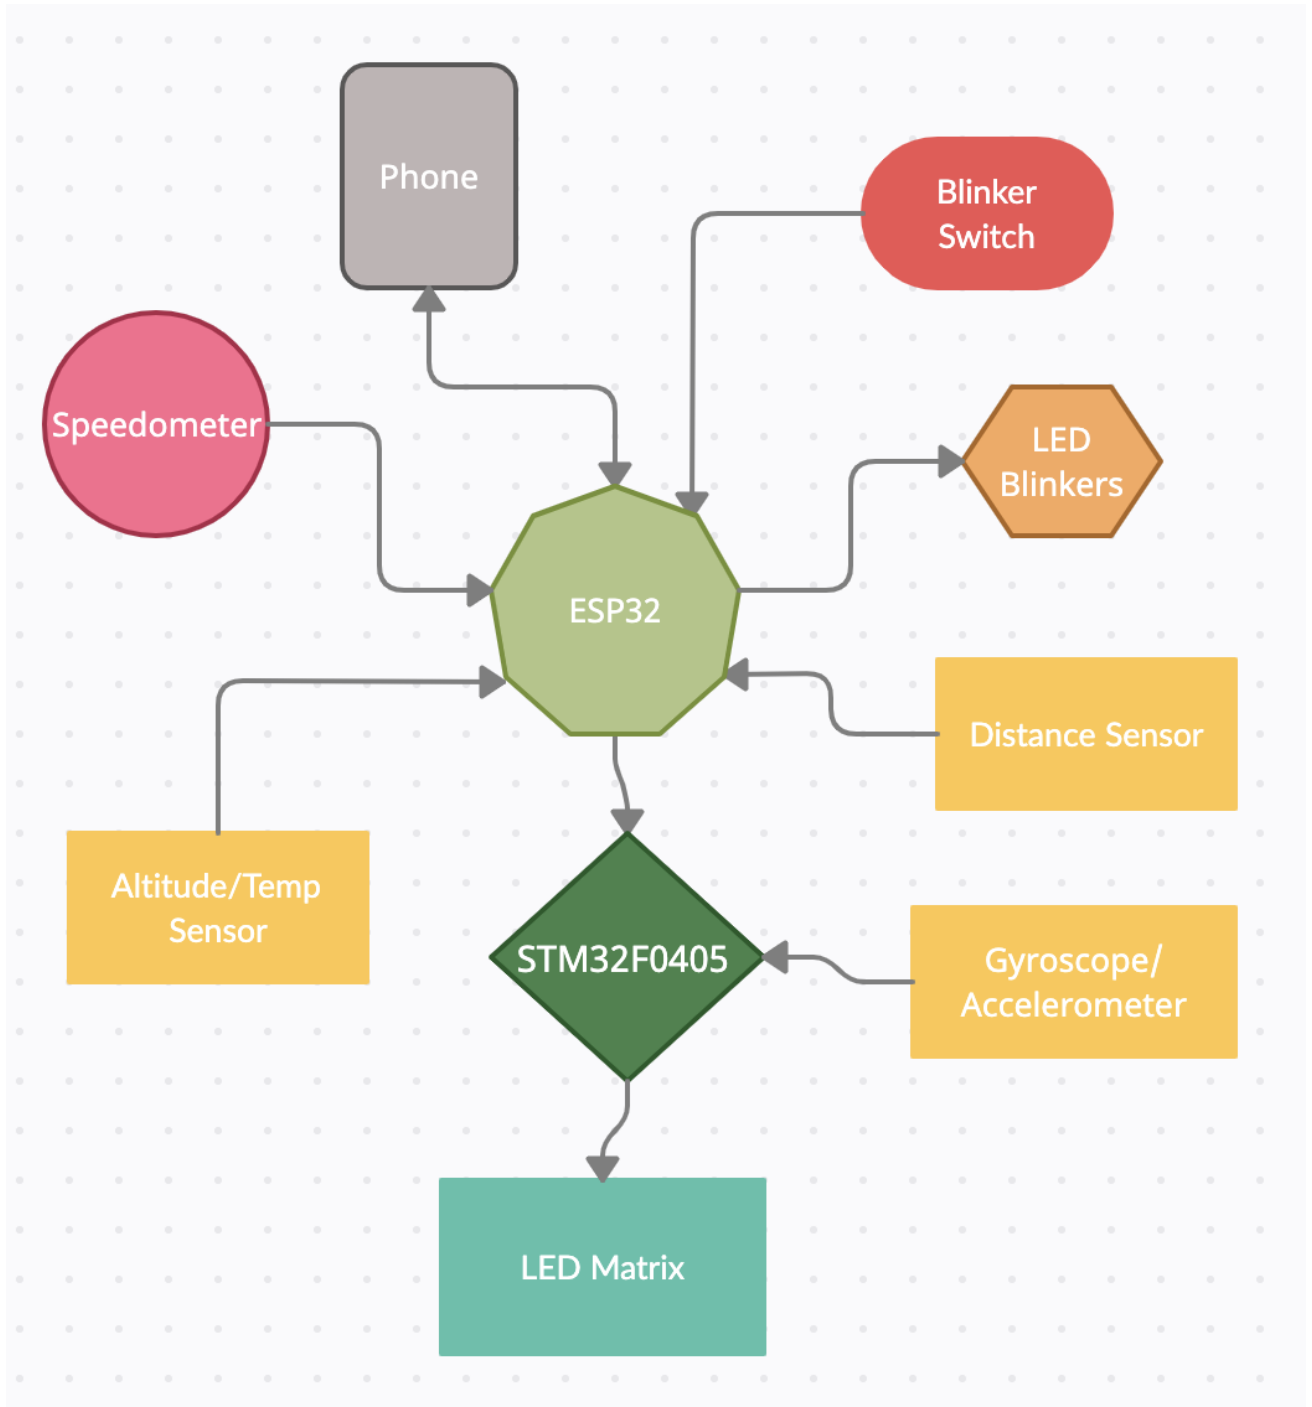 Phone
Blinker
Switch
Speedometer
LED
Blinkers
ESP32
Distance Sensor
Altitude/Temp
Sensor
STM32F0405
Gyroscope/
Accelerometer
LED Matrix